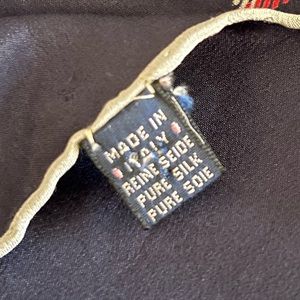 MADE IN
ITALY
REINE SEIDE
PURE SILK
PURE SOIE